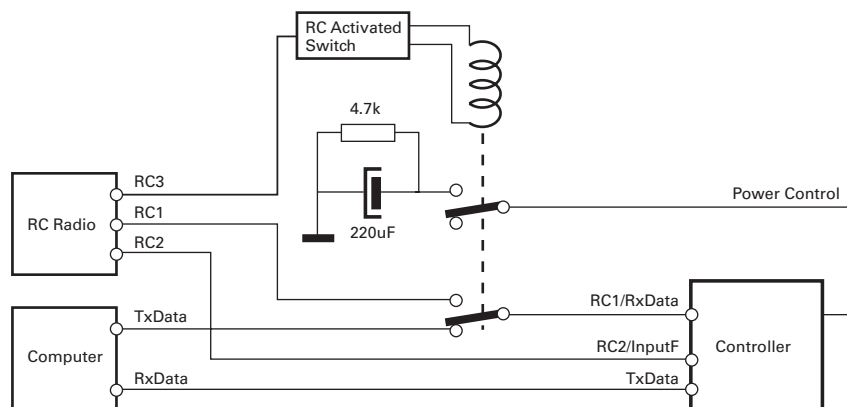 RC Activated
Switch
4.7k
RC3
Power Control
RC Radio
RC1
220uF
RC2
RC1/RxData
TxData
RC2/InputF
Controller
Computer
RxData
TxData